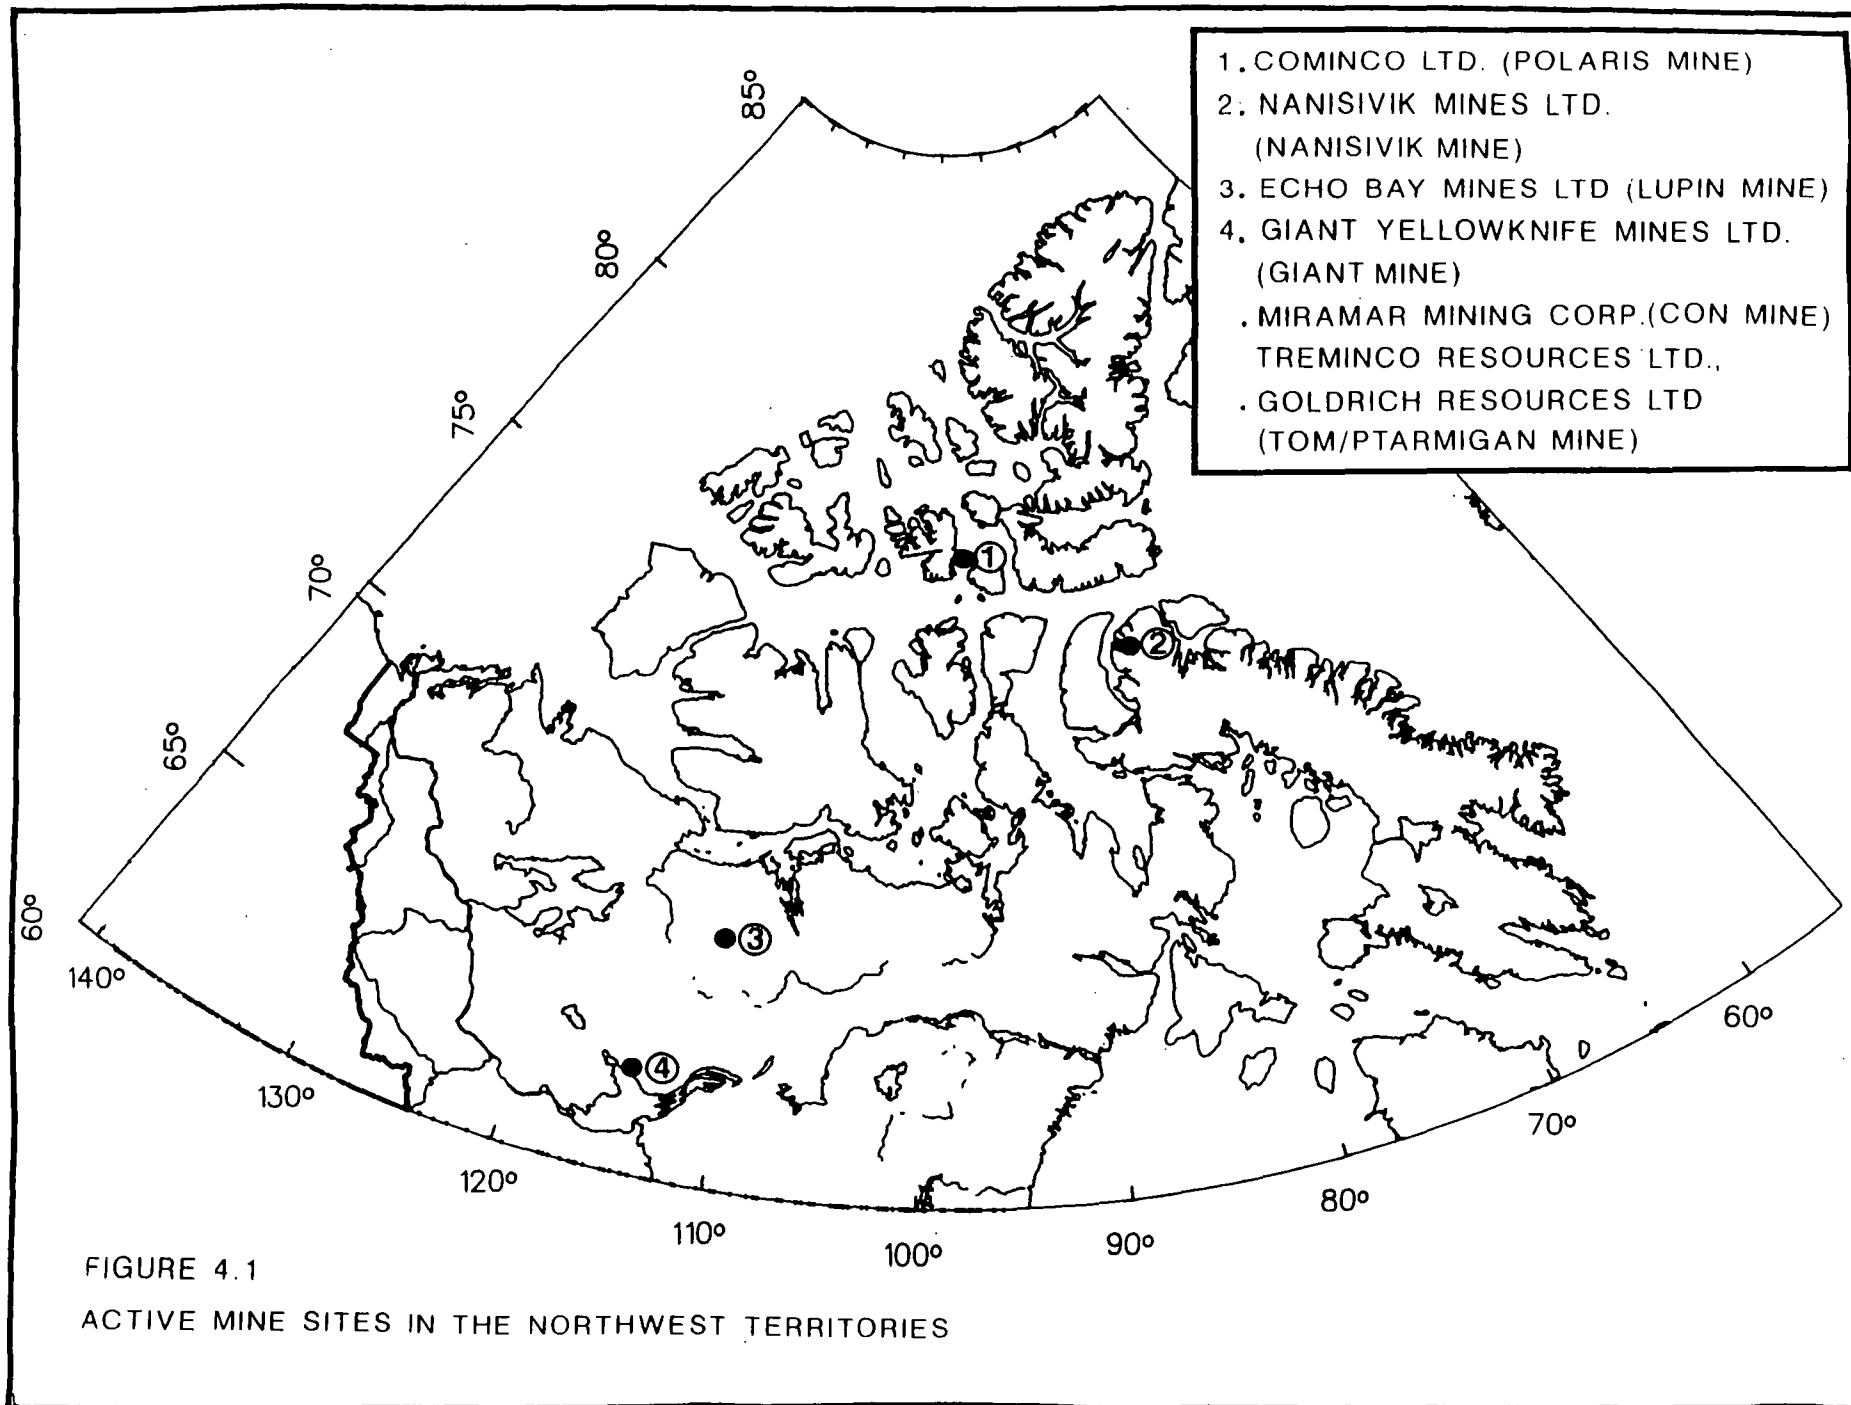 1. COMINCO LTD. (POLARIS MINE)
2. NANISIVIK MINES LTD.
(NANISIVIK MINE)
3. ECHO BAY MINES LTD (LUPIN MINE)
4. GIANT YELLOWKNIFE MINES LTD.
(GIANT MINE)
. MIRAMAR MINING CORP.(CON MINE)
TREMINCO RESOURCES LTD.,
. GOLDRICH RESOURCES LTD
(TOM/PTARMIGAN MINE)
85°
80°
75°
70°
65°
60°
1
2
3
4
140°
130°
120°
110°
100°
90°
80°
70°
60°
FIGURE 4.1
ACTIVE MINE SITES IN THE NORTHWEST TERRITORIES